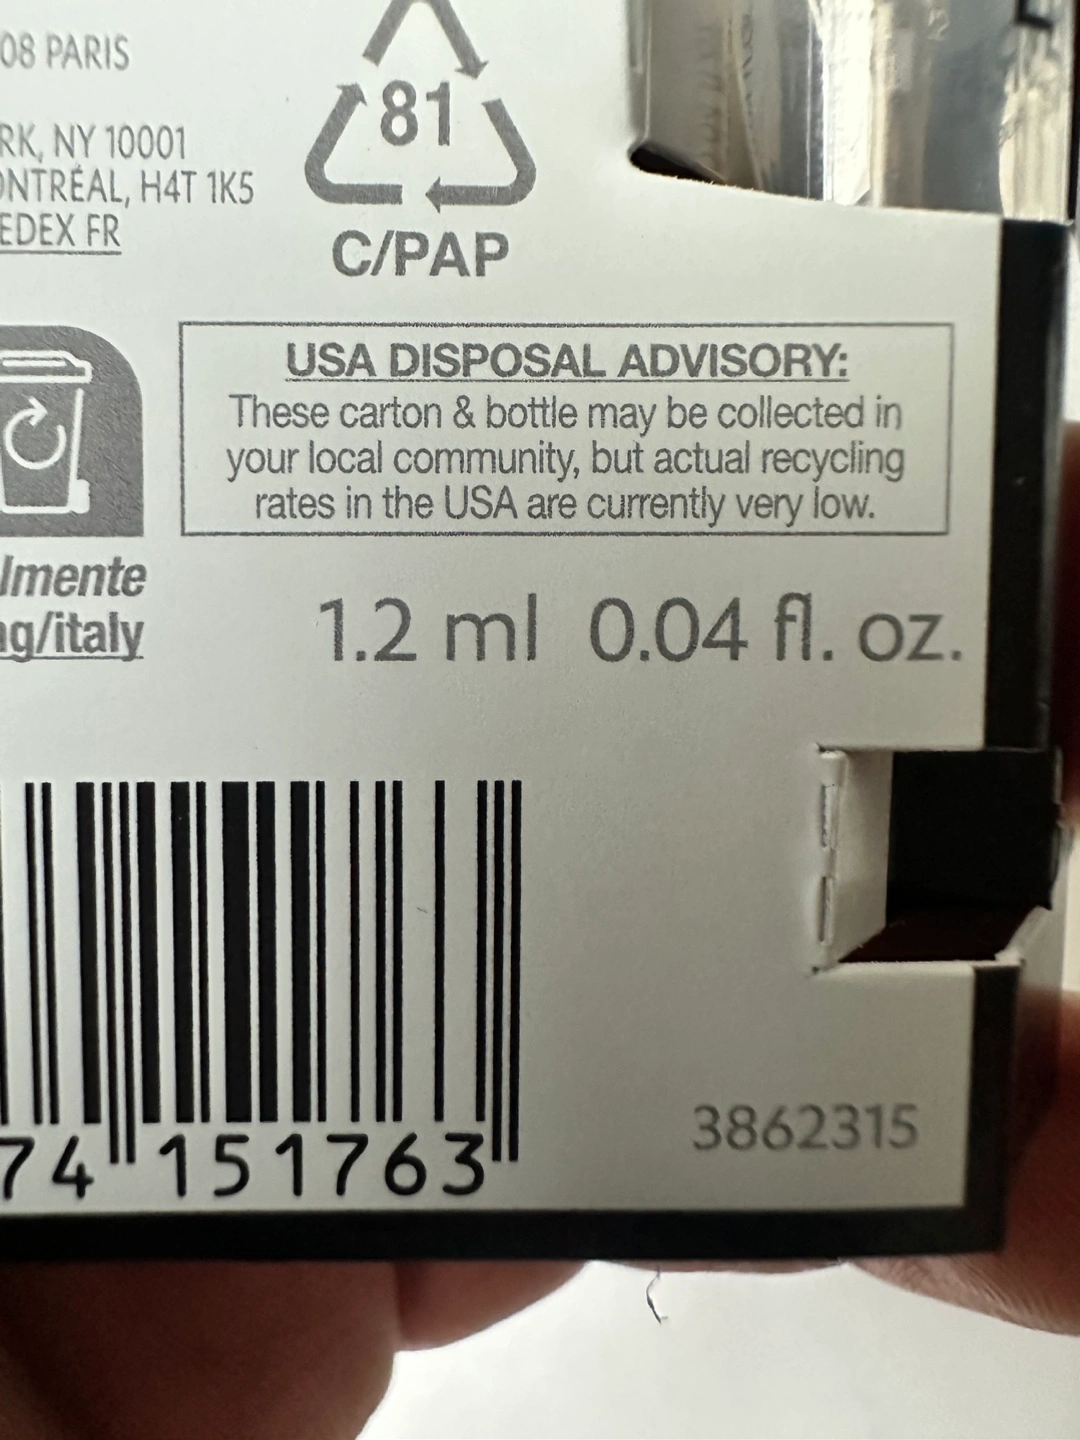 08 PARIS
RK, NY 10001
ONTRÉAL, H4T 1K5
EDEX FR
81
C/PAP
USA DISPOSAL ADVISORY:
These carton & bottle may be collected in
your local community, but actual recycling
rates in the USA are currently very low.
lmente
ag/italy
1.2 ml 0.04 fl. oz.
74 151763
3862315